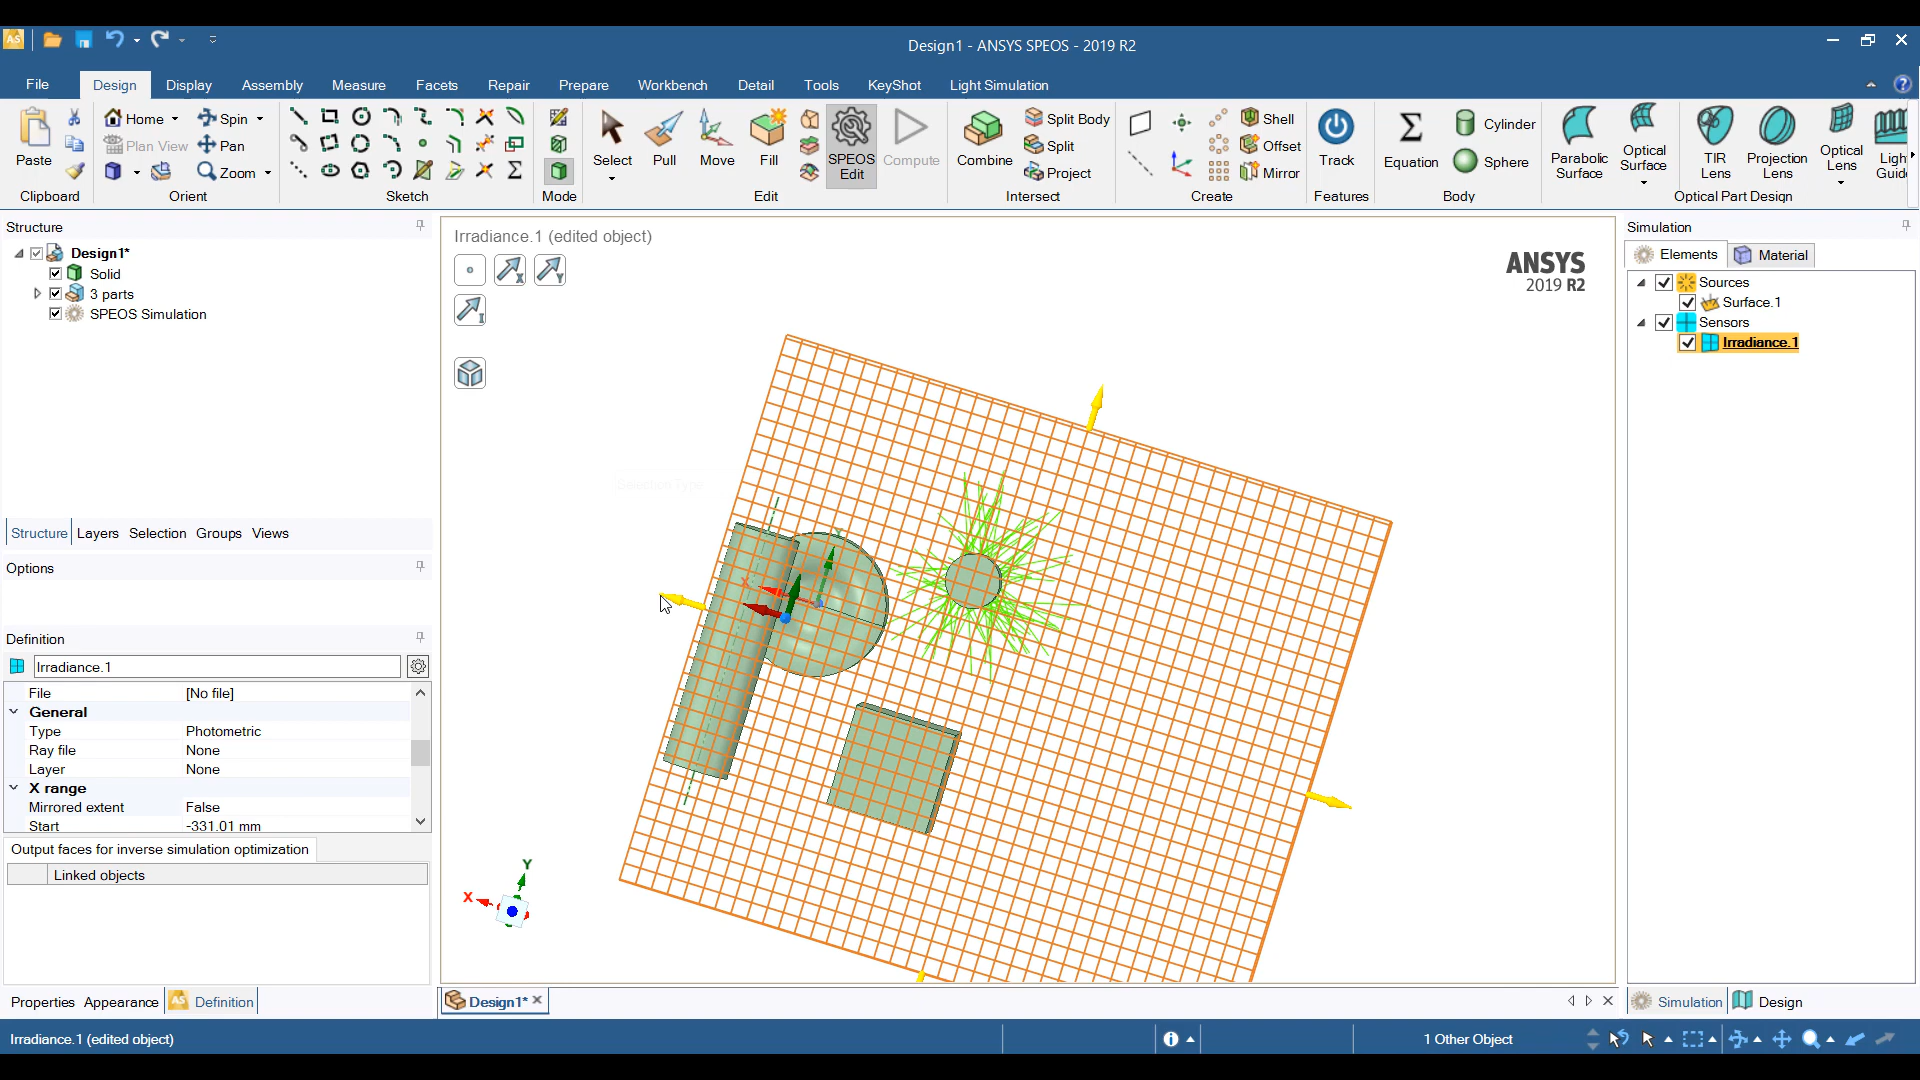 Design1 - ANSYS SPEOS - 2019 R2
File Design Display Assembly Measure Facets Repair Prepare Workbench Detail Tools KeyShot Light Simulation
Paste
Clipboard
Home Spin
Plan View Pan
Zoom
Orient
Sketch
Mode
Select Pull Move Fill SPEOS Edit Compute
Edit
Combine
Split Body
Split
Project
Intersect
Shell
Offset
Mirror
Create
Track
Features
Equation
Cylinder
Sphere
Body
Parabolic Surface
Optical Surface
TIR Lens
Projection Lens
Optical Lens
Optical Part Design
Structure
Design1*
Solid
3 parts
SPEOS Simulation
Structure Layers Selection Groups Views
Options
Definition
Irradiance.1
File [No file]
General
Type Photometric
Ray file None
Layer None
X range
Mirrored extent False
Start -331.01 mm
Output faces for inverse simulation optimization
Linked objects
Properties Appearance AS Definition
Irradiance.1 (edited object)
X
Y
I
ANSYS
2019 R2
Selection Type
X
Y
Y
X
Design1*
Simulation
Elements Material
Sources
Surface.1
Sensors
Irradiance.1
Simulation Design
Irradiance.1 (edited object)
1 Other Object